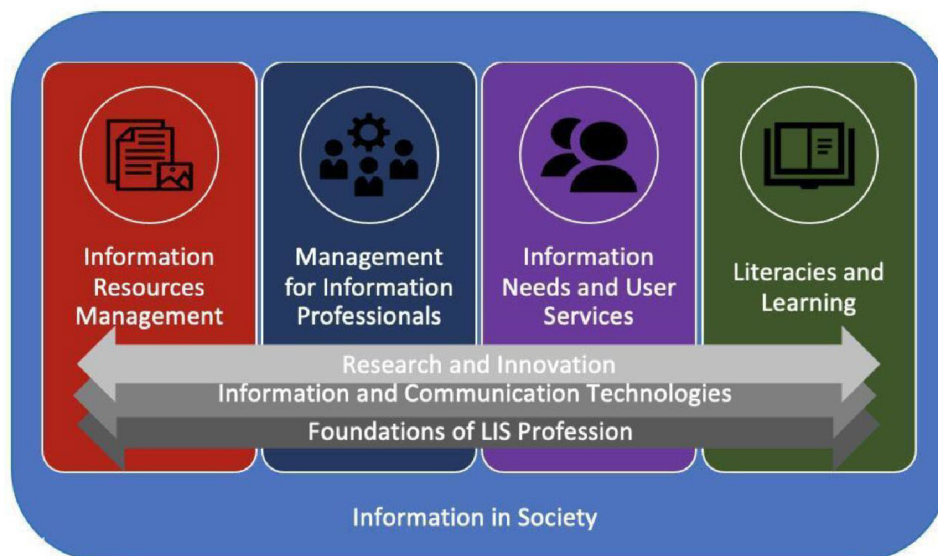 Information
Resources
Management
Management
for Information
Professionals
Information
Needs and User
Services
Literacies and
Learning
Research and Innovation
Information and Communication Technologies
Foundations of LIS Profession
Information in Society